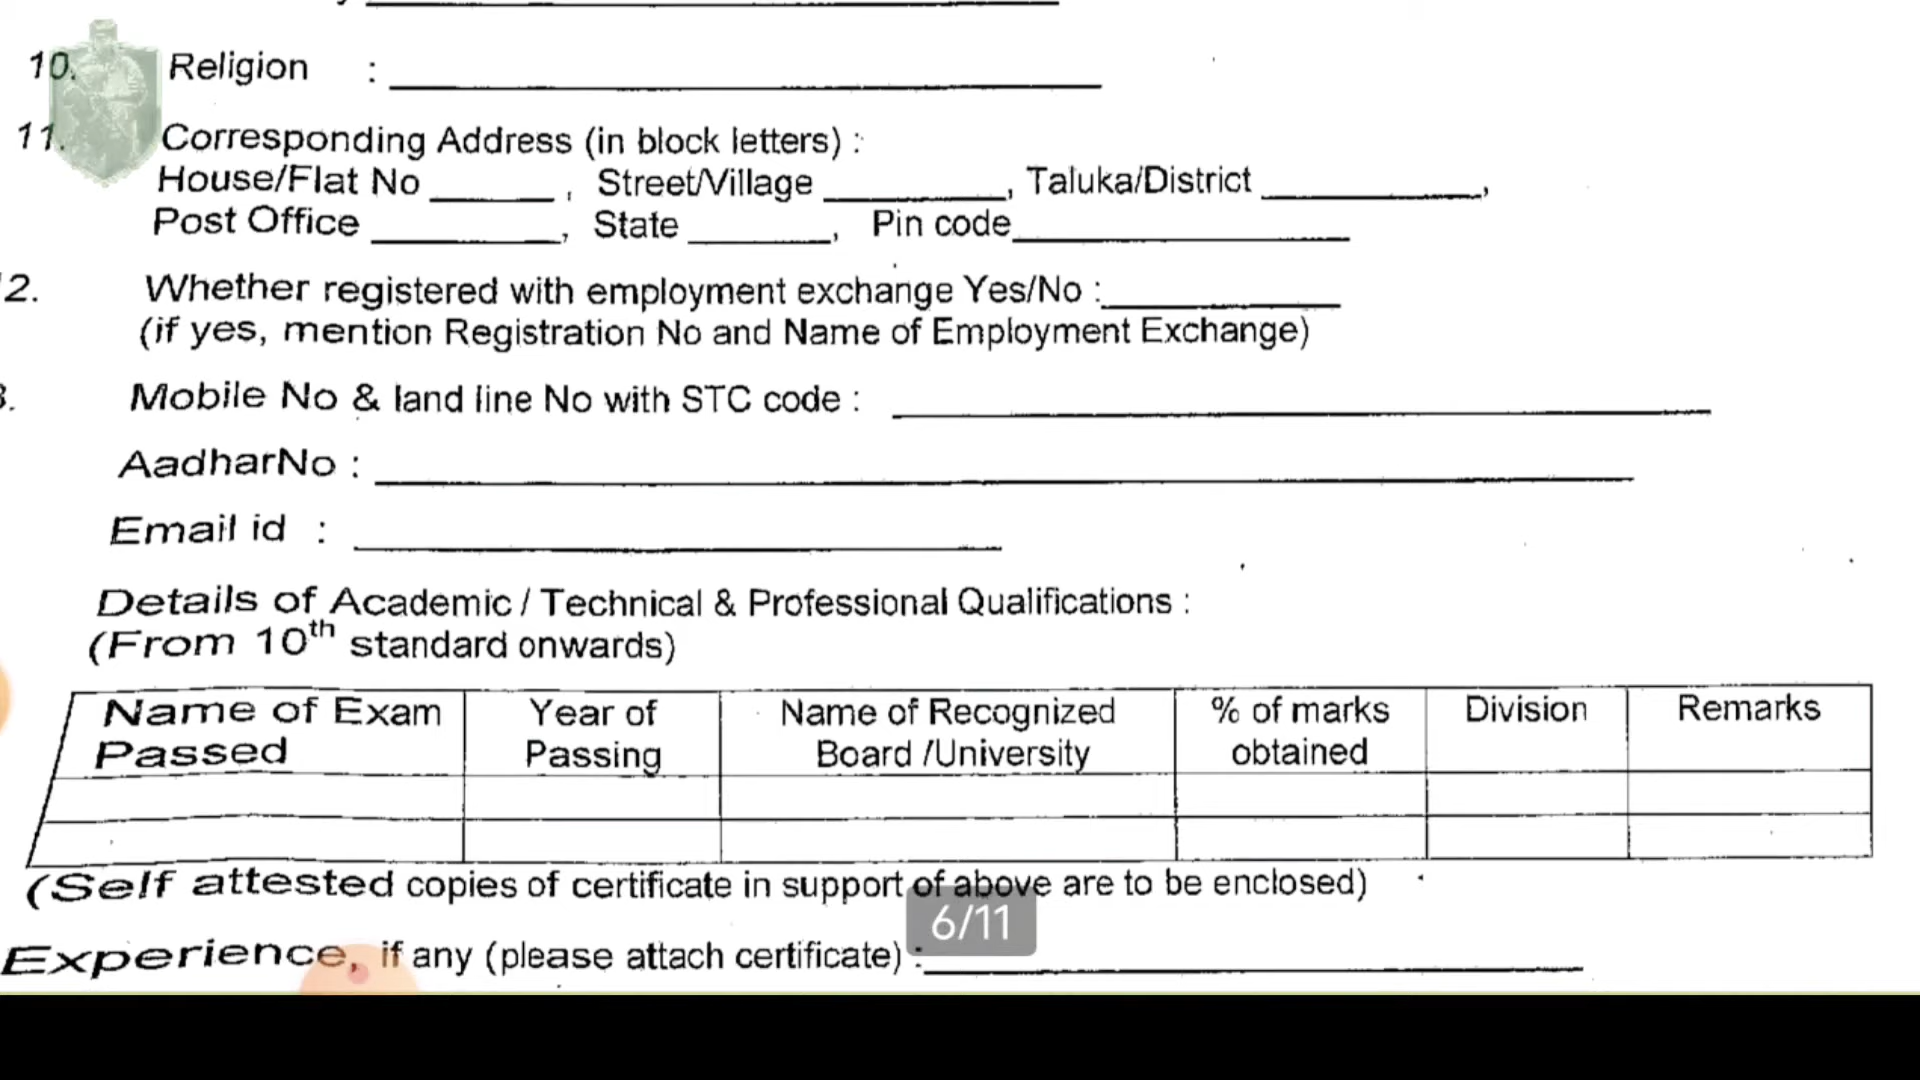 10. Religion :
11. Corresponding Address (in block letters) :
House/Flat No , Street/Village , Taluka/District ,
Post Office , State , Pin code
2. Whether registered with employment exchange Yes/No :
(if yes, mention Registration No and Name of Employment Exchange)
Mobile No & land line No with STC code :
AadharNo :
Email id :
Details of Academic / Technical & Professional Qualifications :
(From 10th standard onwards)
Name of Exam Passed Year of Passing Name of Recognized Board /University % of marks obtained Division Remarks
(Self attested copies of certificate in support of above are to be enclosed)
6/11
Experience, if any (please attach certificate) :